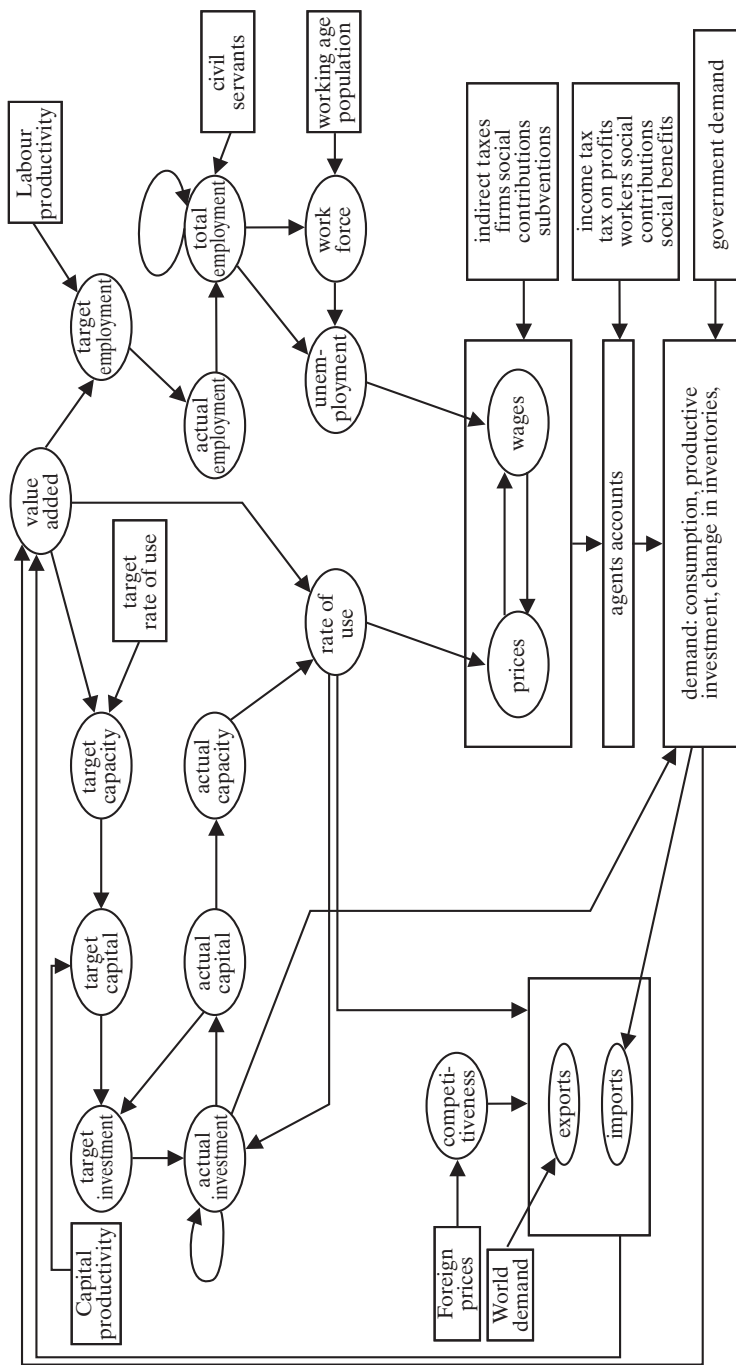 Capital
productivity
target
investment
target
capital
target
capacity
target
rate of use
value
added
target
employment
Labour
productivity
actual
investment
actual
capital
actual
capacity
actual
employment
total
employment
civil
servants
rate of
use
unem-
ployment
work
force
working age
population
Foreign
prices
competi-
tiveness
World
demand
exports
imports
prices
wages
indirect taxes
firms social
contributions
subventions
agents accounts
income tax
tax on profits
workers social
contributions
social benefits
demand: consumption, productive
investment, change in inventories,
government demand